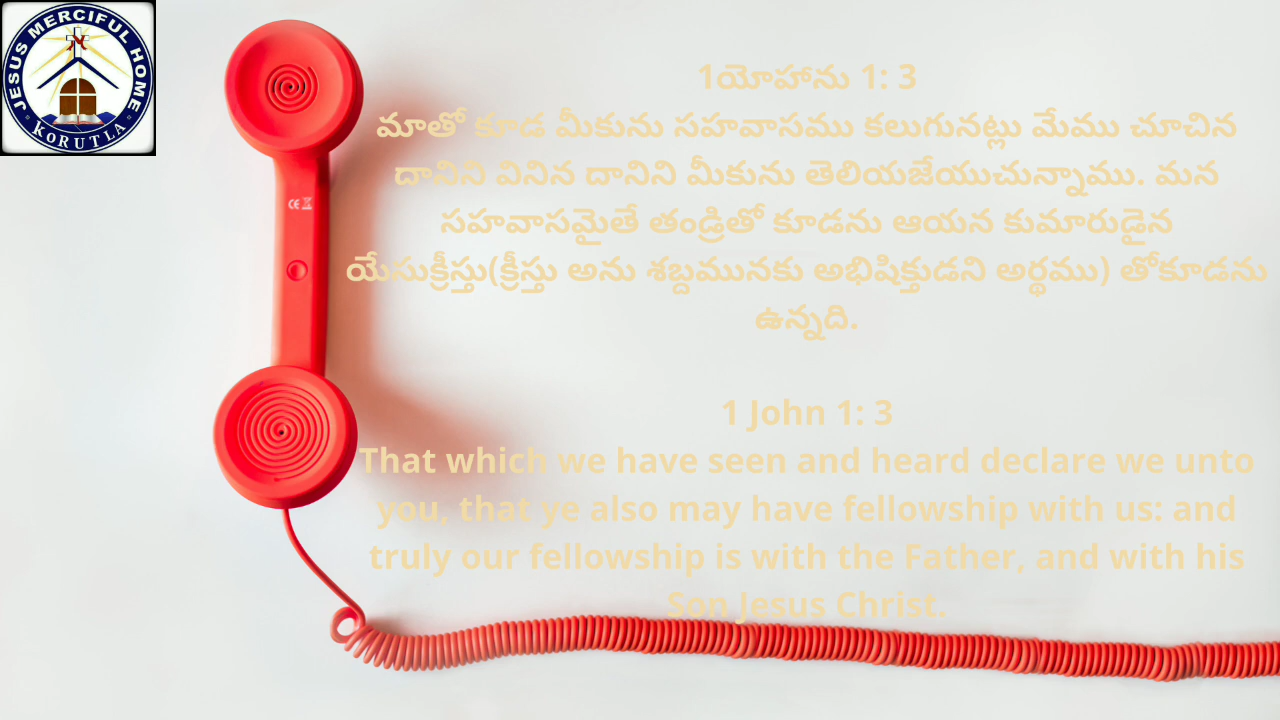 JESUS MERCIFUL HOME
KORUTLA
1యోహాను 1: 3
మాతో కూడ మీకును సహవాసము కలుగునట్లు మేము చూచిన
దానిని వినిన దానిని మీకును తెలియజేయుచున్నాము. మన
సహవాసమైతే తండ్రితో కూడను ఆయన కుమారుడైన
యేసుక్రీస్తు(క్రీస్తు అను శబ్దమునకు అభిషిక్తుడని అర్థము) తోకూడను
ఉన్నది.
1 John 1: 3
That which we have seen and heard declare we unto
you, that ye also may have fellowship with us: and
truly our fellowship is with the Father, and with his
Son Jesus Christ.
CE